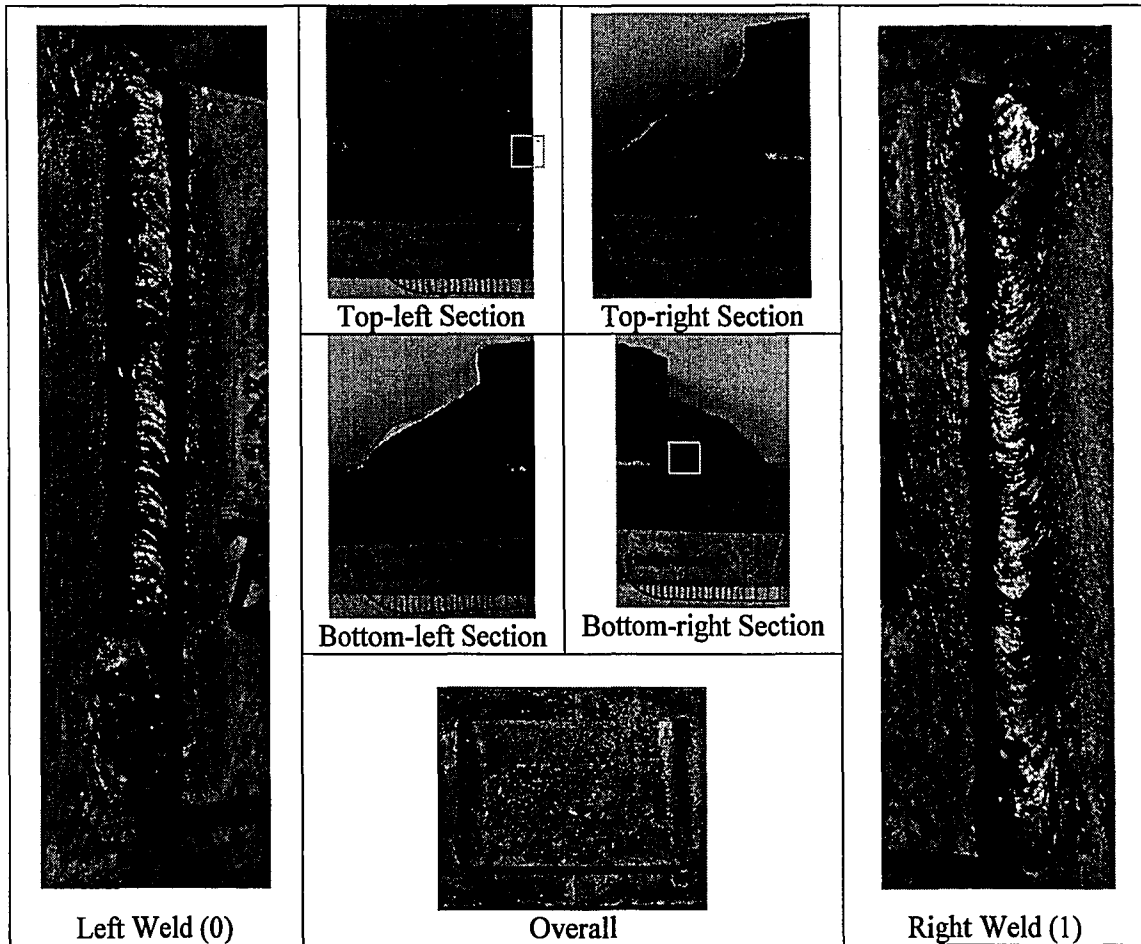 Top-left Section
Top-right Section
Bottom-left Section
Bottom-right Section
Left Weld (0)
Overall
Right Weld (1)